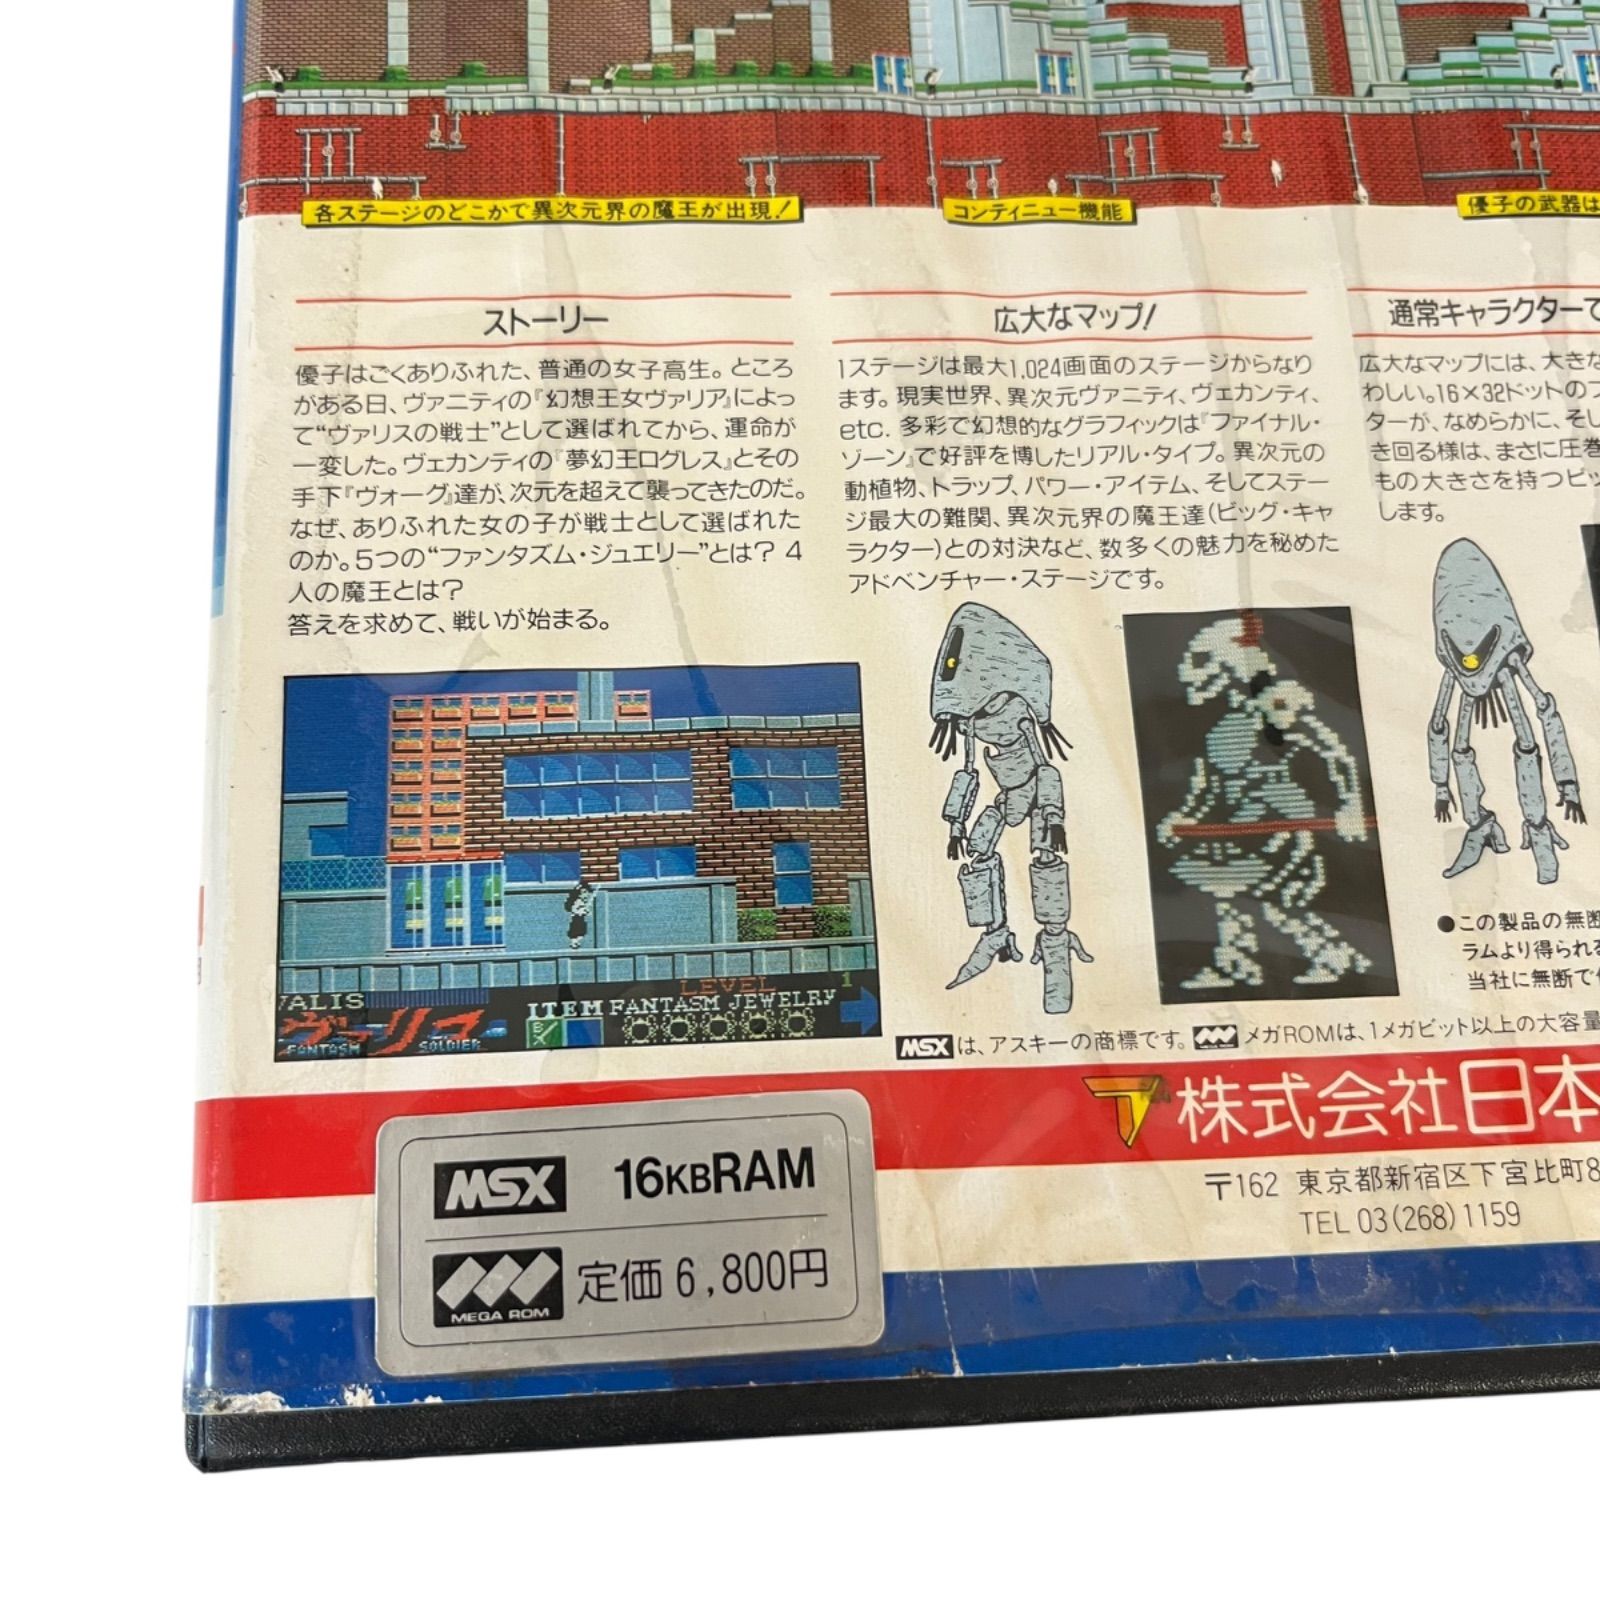 各ステージのどこかで異次元界の魔王が出現!
コンティニュー機能
優子の武器は
ストーリー
優子はごくありふれた、普通の女子高生。ところ
がある日、ヴァニティの『幻想王女ヴァリア』によっ
て“ヴァリスの戦士”として選ばれてから、運命が
一変した。ヴェカンティの『夢幻王ログレス』とその
手下『ヴォーグ』達が、次元を超えて襲ってきたのだ。
なぜ、ありふれた女の子が戦士として選ばれた
のか。5つの“ファンタズム・ジュエリー”とは? 4
人の魔王とは?
答えを求めて、戦いが始まる。
広大なマップ!
1ステージは最大1,024画面のステージからなり
ます。現実世界、異次元ヴァニティ、ヴェカンティ、
etc. 多彩で幻想的なグラフィックは『ファイナル・
ゾーン』で好評を博したリアル・タイプ。異次元の
動植物、トラップ、パワー・アイテム、そしてステー
ジ最大の難関、異次元界の魔王達(ビッグ・キャ
ラクター)との対決など、数多くの魅力を秘めた
アドベンチャー・ステージです。
通常キャラクターで
広大なマップには、大きな
わしい。16×32ドットの
ターが、なめらかに、そし
き回る様は、まさに圧巻
もの大きさを持つビッ
します。
VALIS
ヴァリス
FANTASM SOLDIER
LEVEL 1
ITEM FANTASM JEWELRY
●この製品の無断
ラムより得られる
当社に無断で
MSXは、アスキーの商標です。 メガROMは、1メガビット以上の大容量
株式会社日本
〒162 東京都新宿区下宮比町8
TEL 03(268)1159
MSX 16KBRAM
MEGA ROM 定価 6,800円